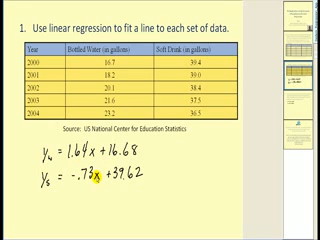 1. Use linear regression to fit a line to each set of data.
Year Bottled Water (in gallons) Soft Drink (in gallons)
2000 16.7 39.4
2001 18.2 39.0
2002 20.1 38.4
2003 21.6 37.5
2004 23.2 36.5
Source: US National Center for Education Statistics
y = 1.64x + 16.68
y = -.73x + 39.62